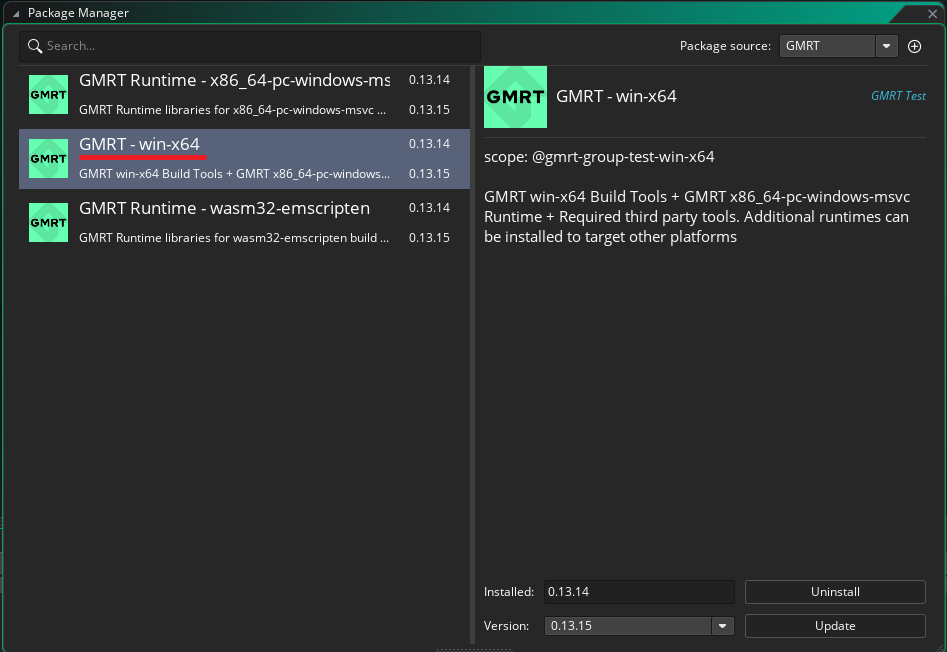 Package Manager
Search...
Package source: GMRT
GMRT
GMRT Runtime - x86_64-pc-windows-ms 0.13.14
GMRT Runtime libraries for x86_64-pc-windows-msvc ... 0.13.15
GMRT
GMRT - win-x64 0.13.14
GMRT win-x64 Build Tools + GMRT x86_64-pc-windows... 0.13.15
GMRT
GMRT Runtime - wasm32-emscripten 0.13.14
GMRT Runtime libraries for wasm32-emscripten build ... 0.13.15
GMRT
GMRT - win-x64
GMRT Test
scope: @gmrt-group-test-win-x64
GMRT win-x64 Build Tools + GMRT x86_64-pc-windows-msvc
Runtime + Required third party tools. Additional runtimes can
be installed to target other platforms
Installed: 0.13.14 Uninstall
Version: 0.13.15 Update